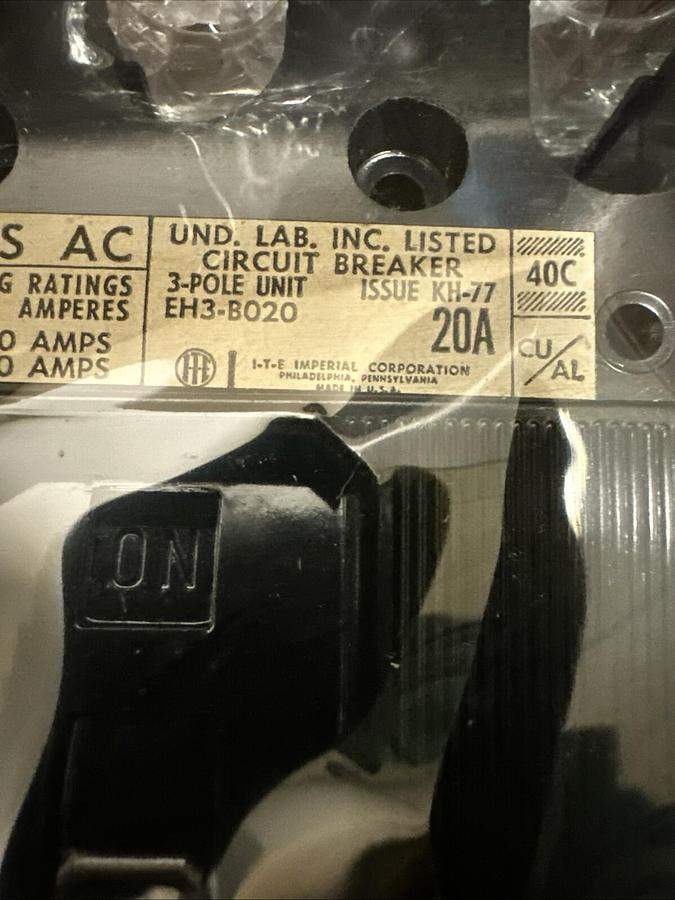 S AC
G RATINGS
AMPERES
0 AMPS
0 AMPS
UND. LAB. INC. LISTED
CIRCUIT BREAKER
3-POLE UNIT ISSUE KH-77
EH3-B020
20A
I-T-E
I-T-E IMPERIAL CORPORATION
PHILADELPHIA, PENNSYLVANIA
MADE IN U.S.A.
40C
CU/AL
ON